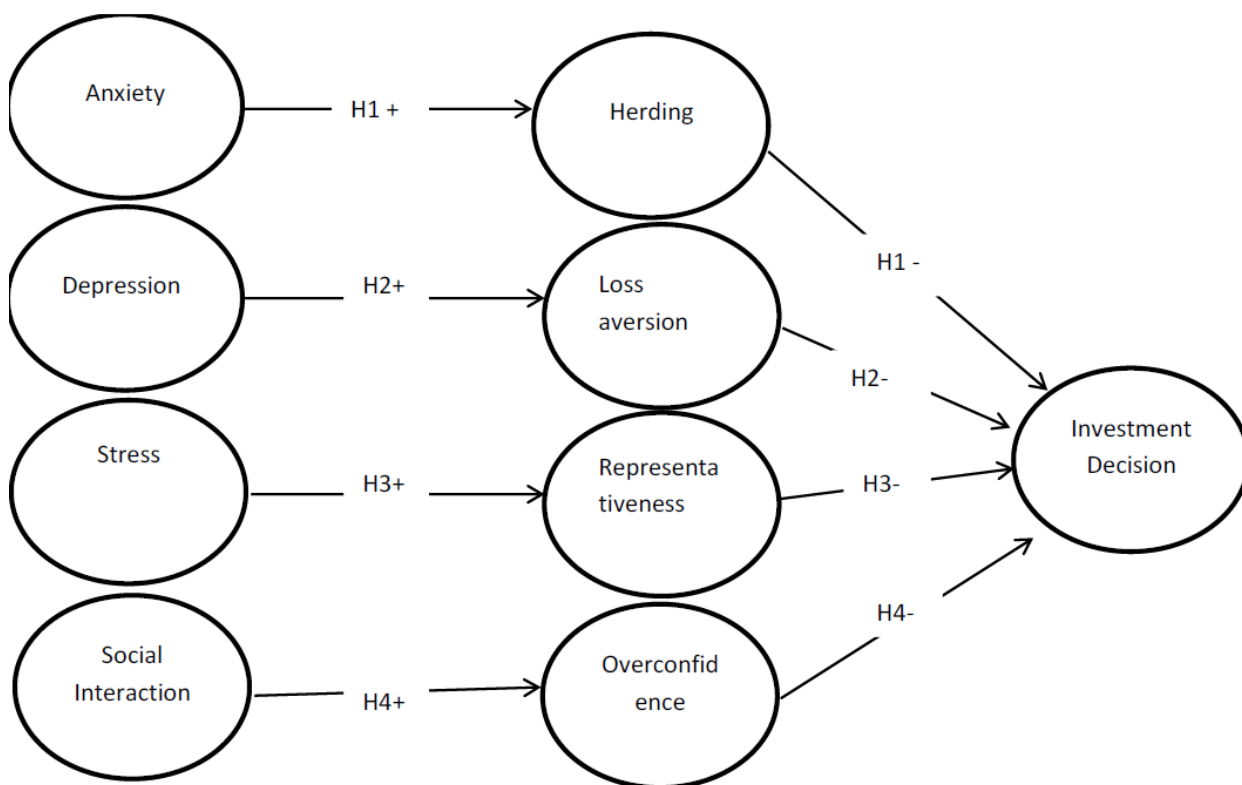 Anxiety
H1 +
Herding
H1 -
Depression
H2+
Loss
aversion
H2-
Investment
Decision
Stress
H3+
Representa
tiveness
H3-
Social
Interaction
H4+
Overconfid
ence
H4-